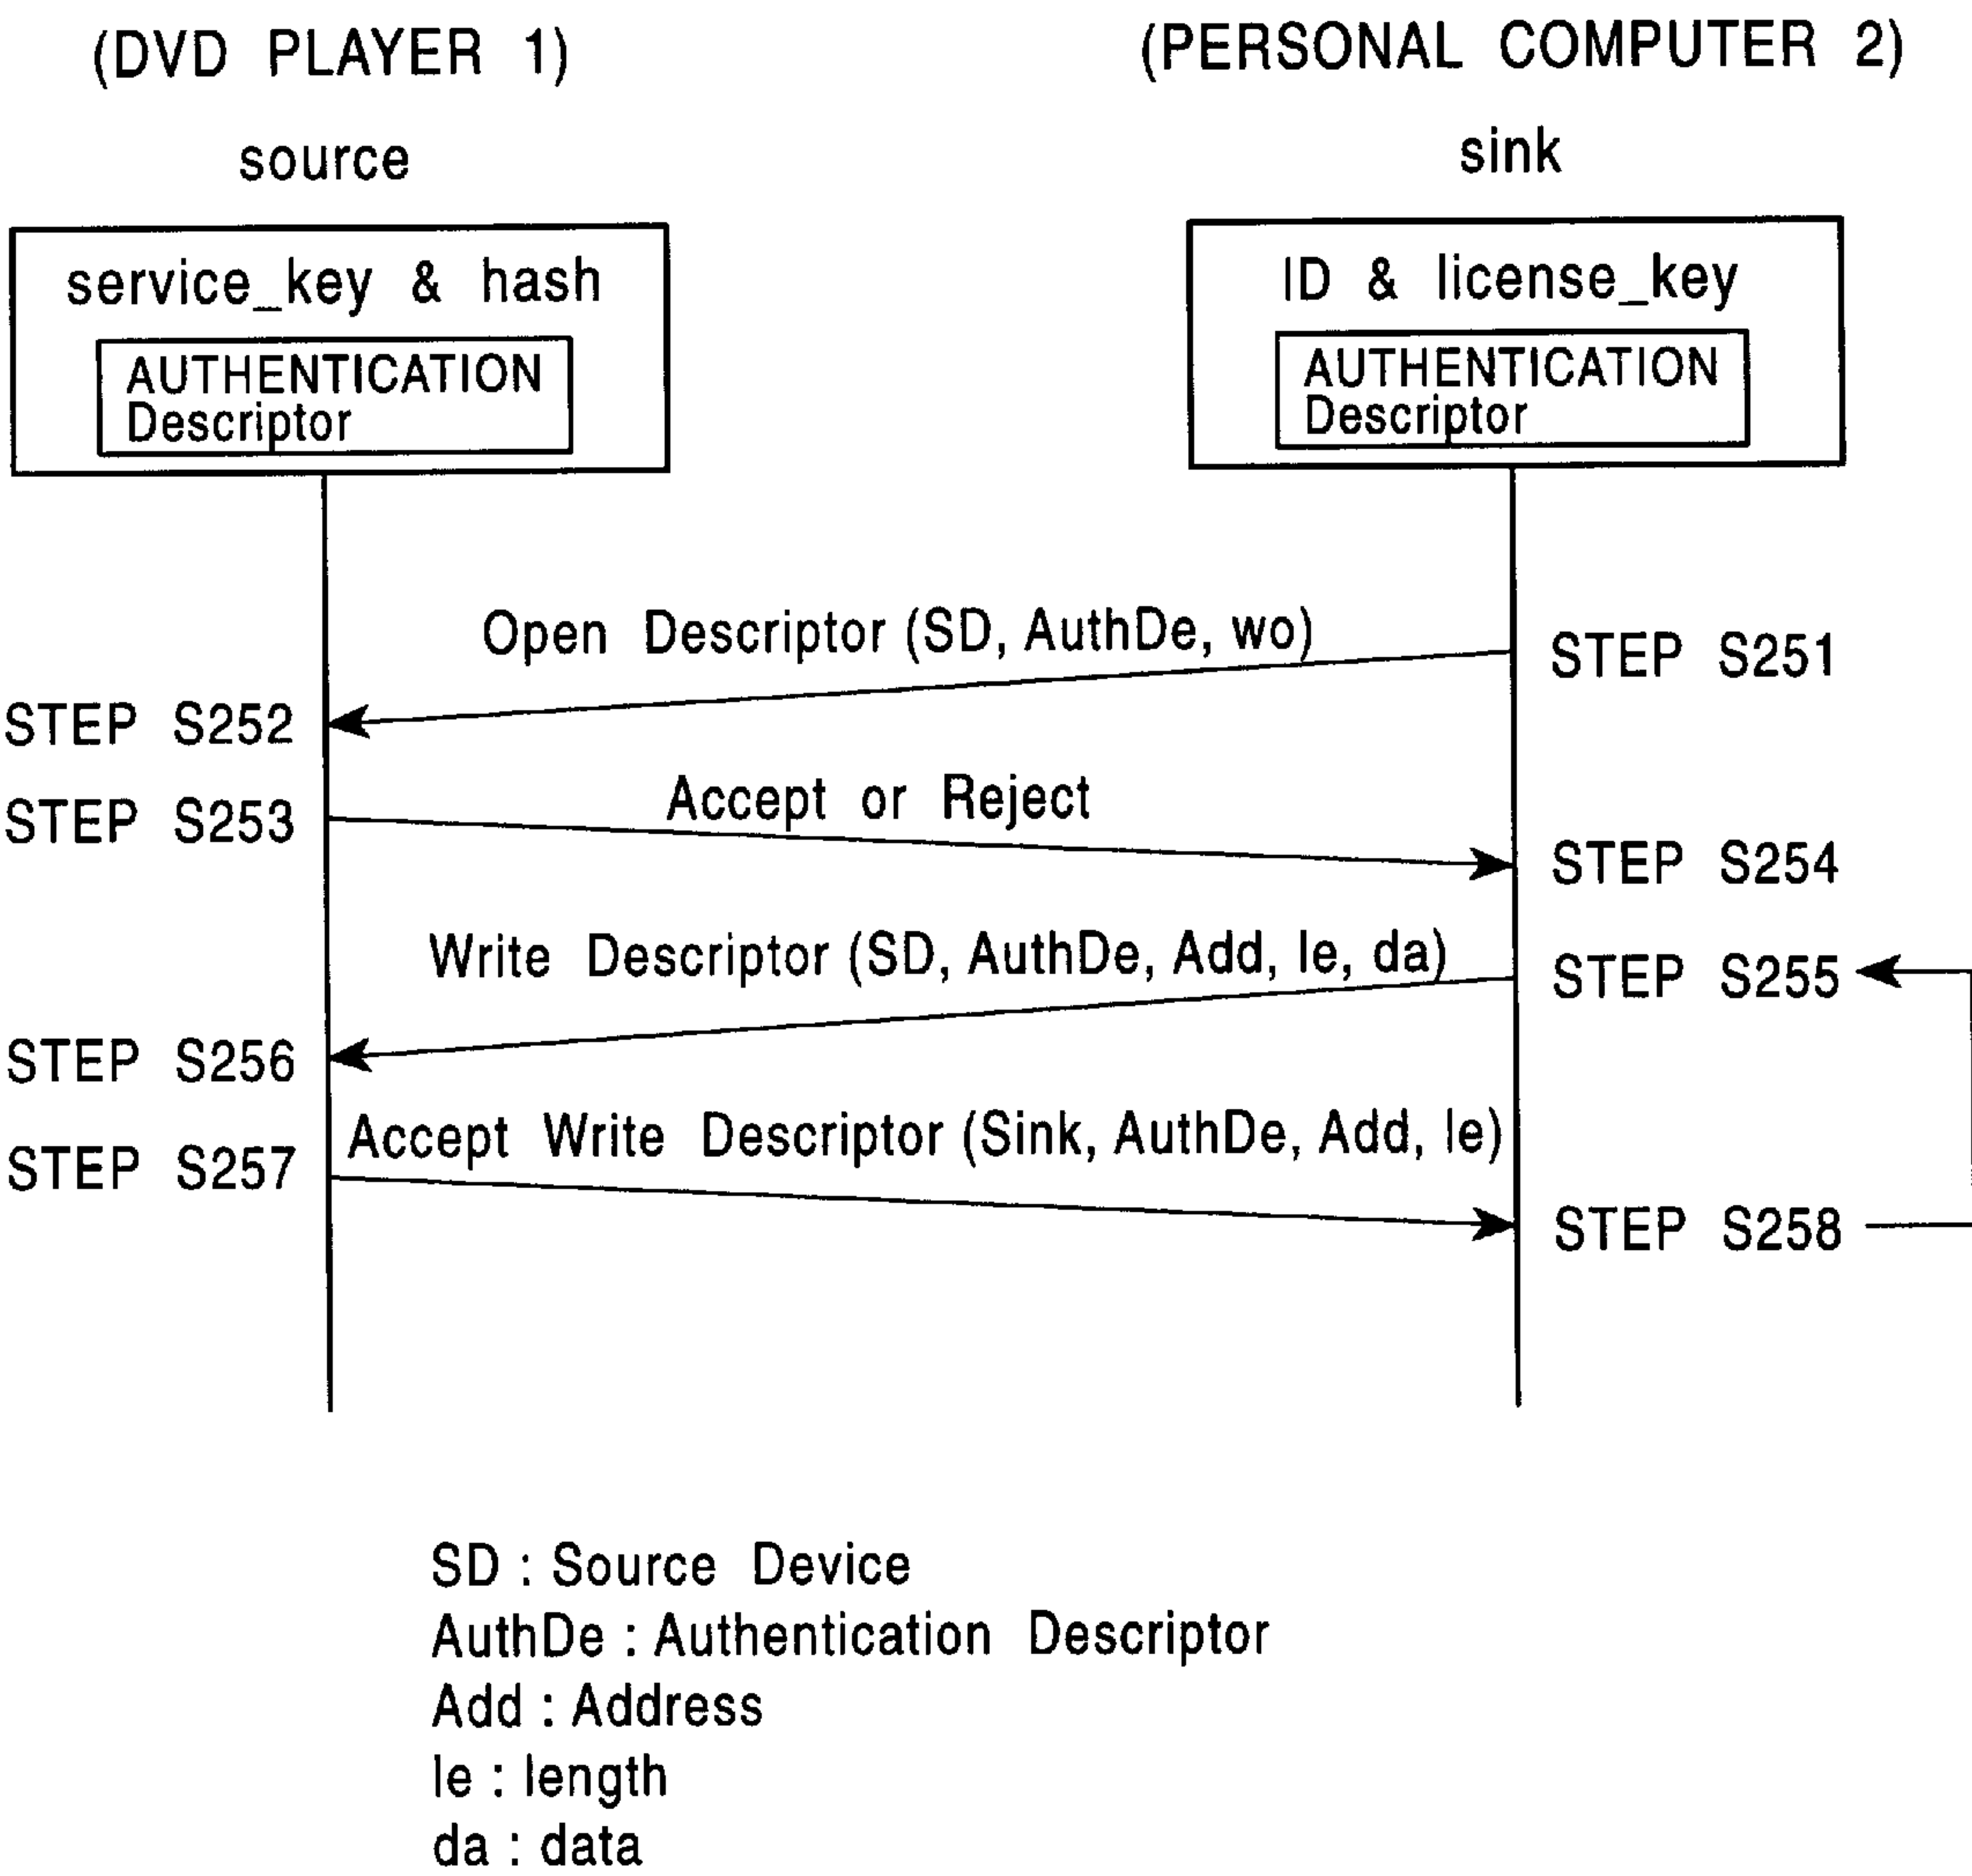 (DVD PLAYER 1)
(PERSONAL COMPUTER 2)
source
sink
service_key & hash
AUTHENTICATION
Descriptor
ID & license_key
AUTHENTICATION
Descriptor
Open Descriptor (SD, AuthDe, wo)
STEP S251
STEP S252
Accept or Reject
STEP S253
STEP S254
Write Descriptor (SD, AuthDe, Add, le, da)
STEP S255
STEP S256
Accept Write Descriptor (Sink, AuthDe, Add, le)
STEP S257
STEP S258
SD : Source Device
AuthDe : Authentication Descriptor
Add : Address
le : length
da : data